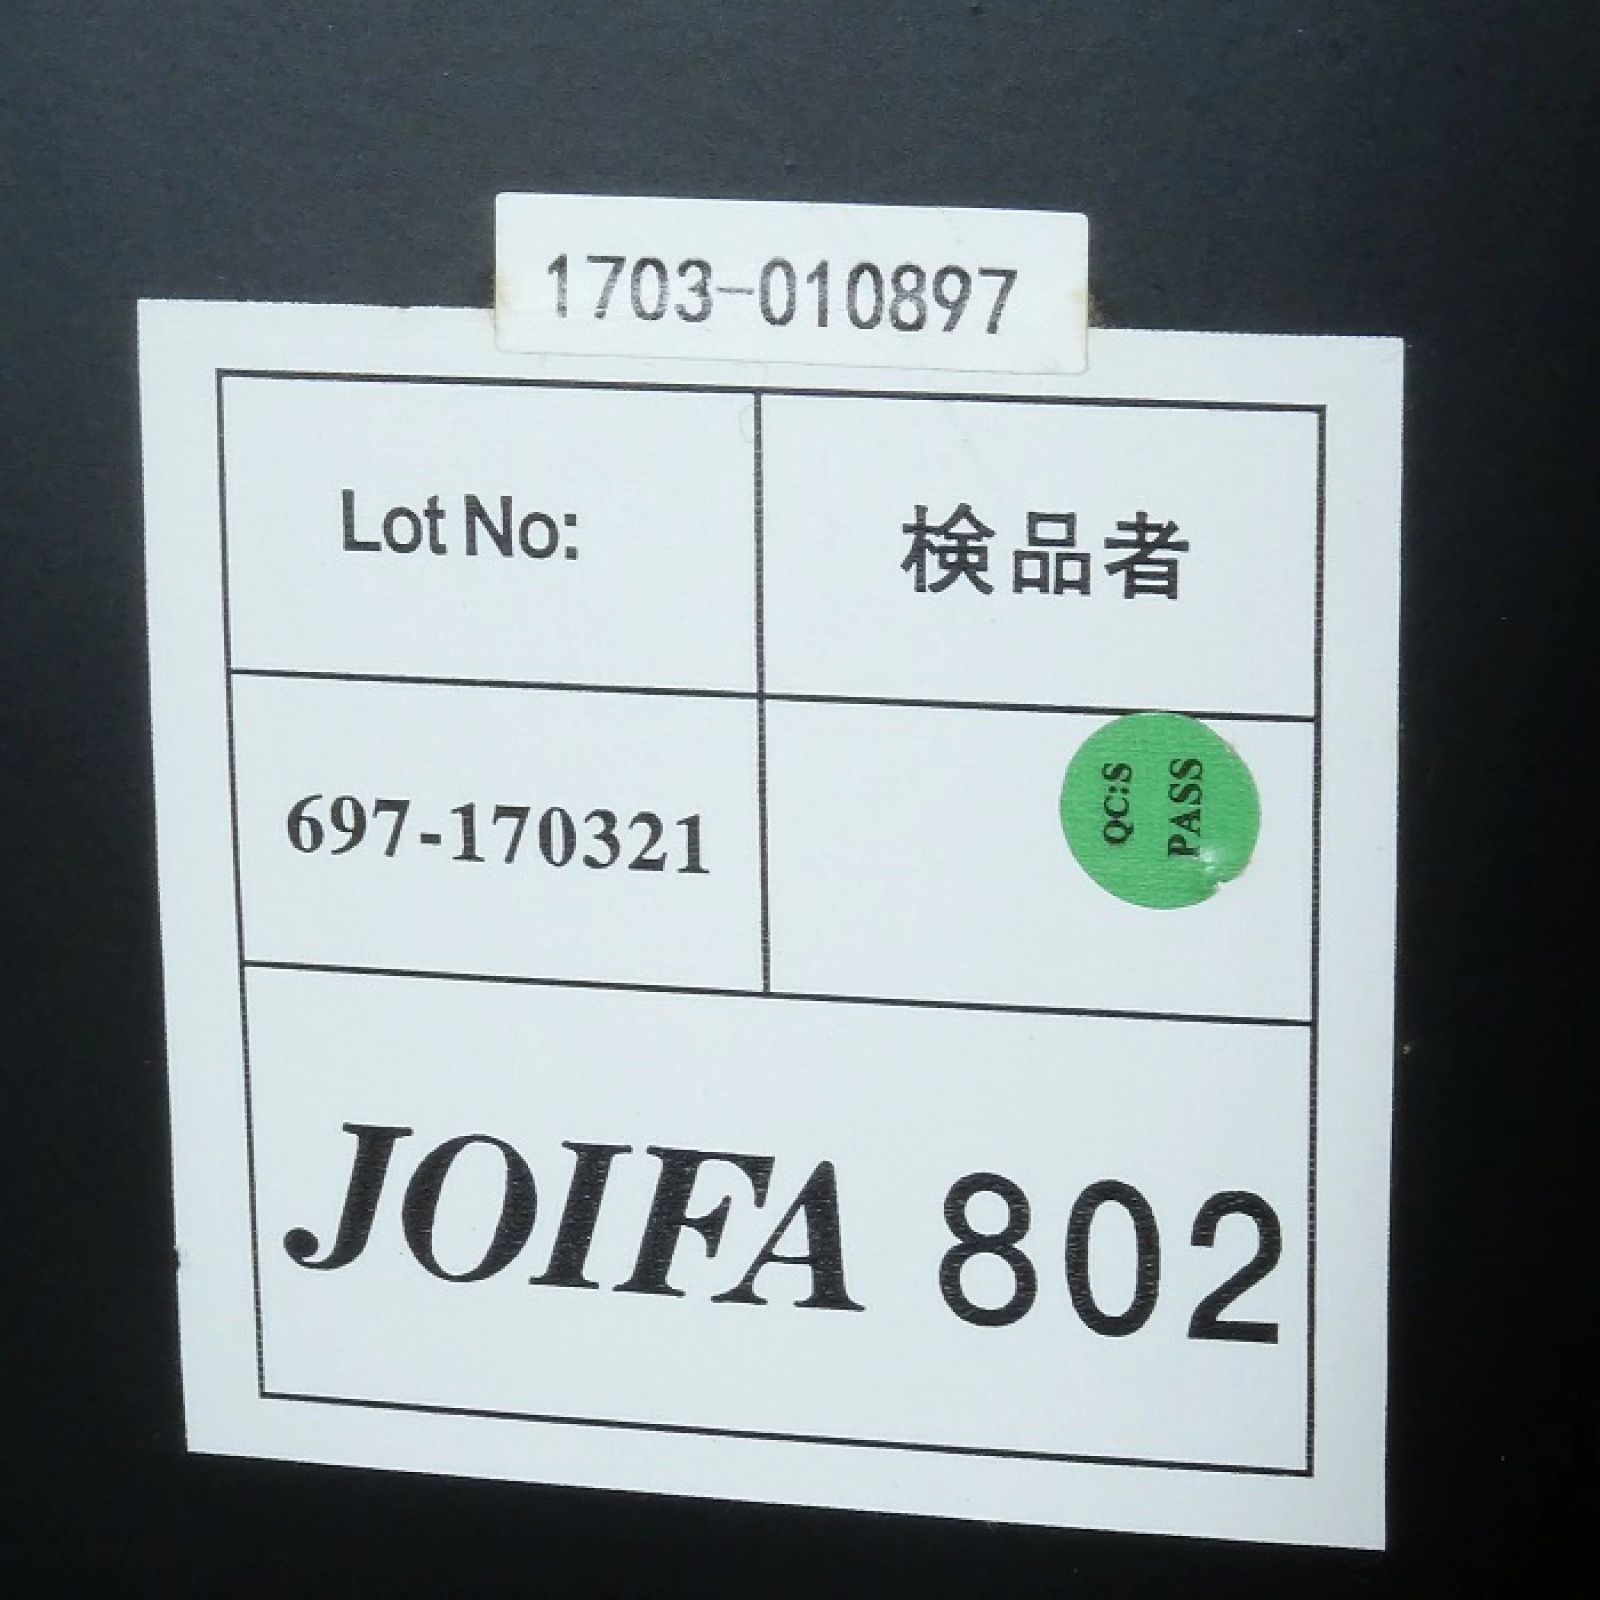 1703-010897
Lot No:
検品者
697-170321
QC:S
PASS
JOIFA 802